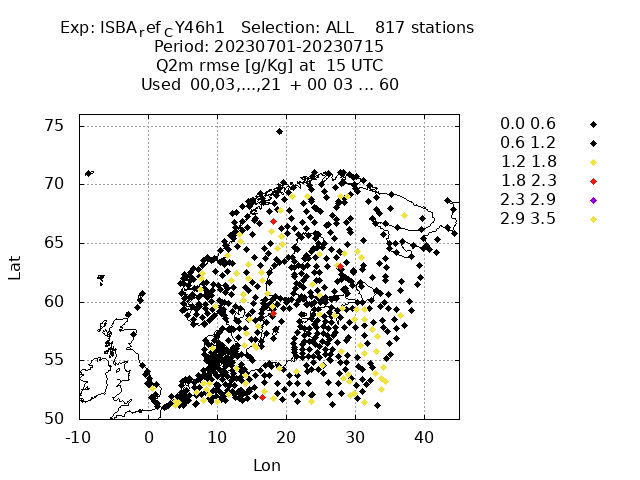 Exp: ISBArefCY46h1 Selection: ALL 817 stations
Period: 20230701-20230715
Q2m rmse [g/Kg] at 15 UTC
Used 00,03,...,21 + 00 03 ... 60
75
70
65
60
55
50
-10 0 10 20 30 40
Lat
Lon
0.0 0.6
0.6 1.2
1.2 1.8
1.8 2.3
2.3 2.9
2.9 3.5